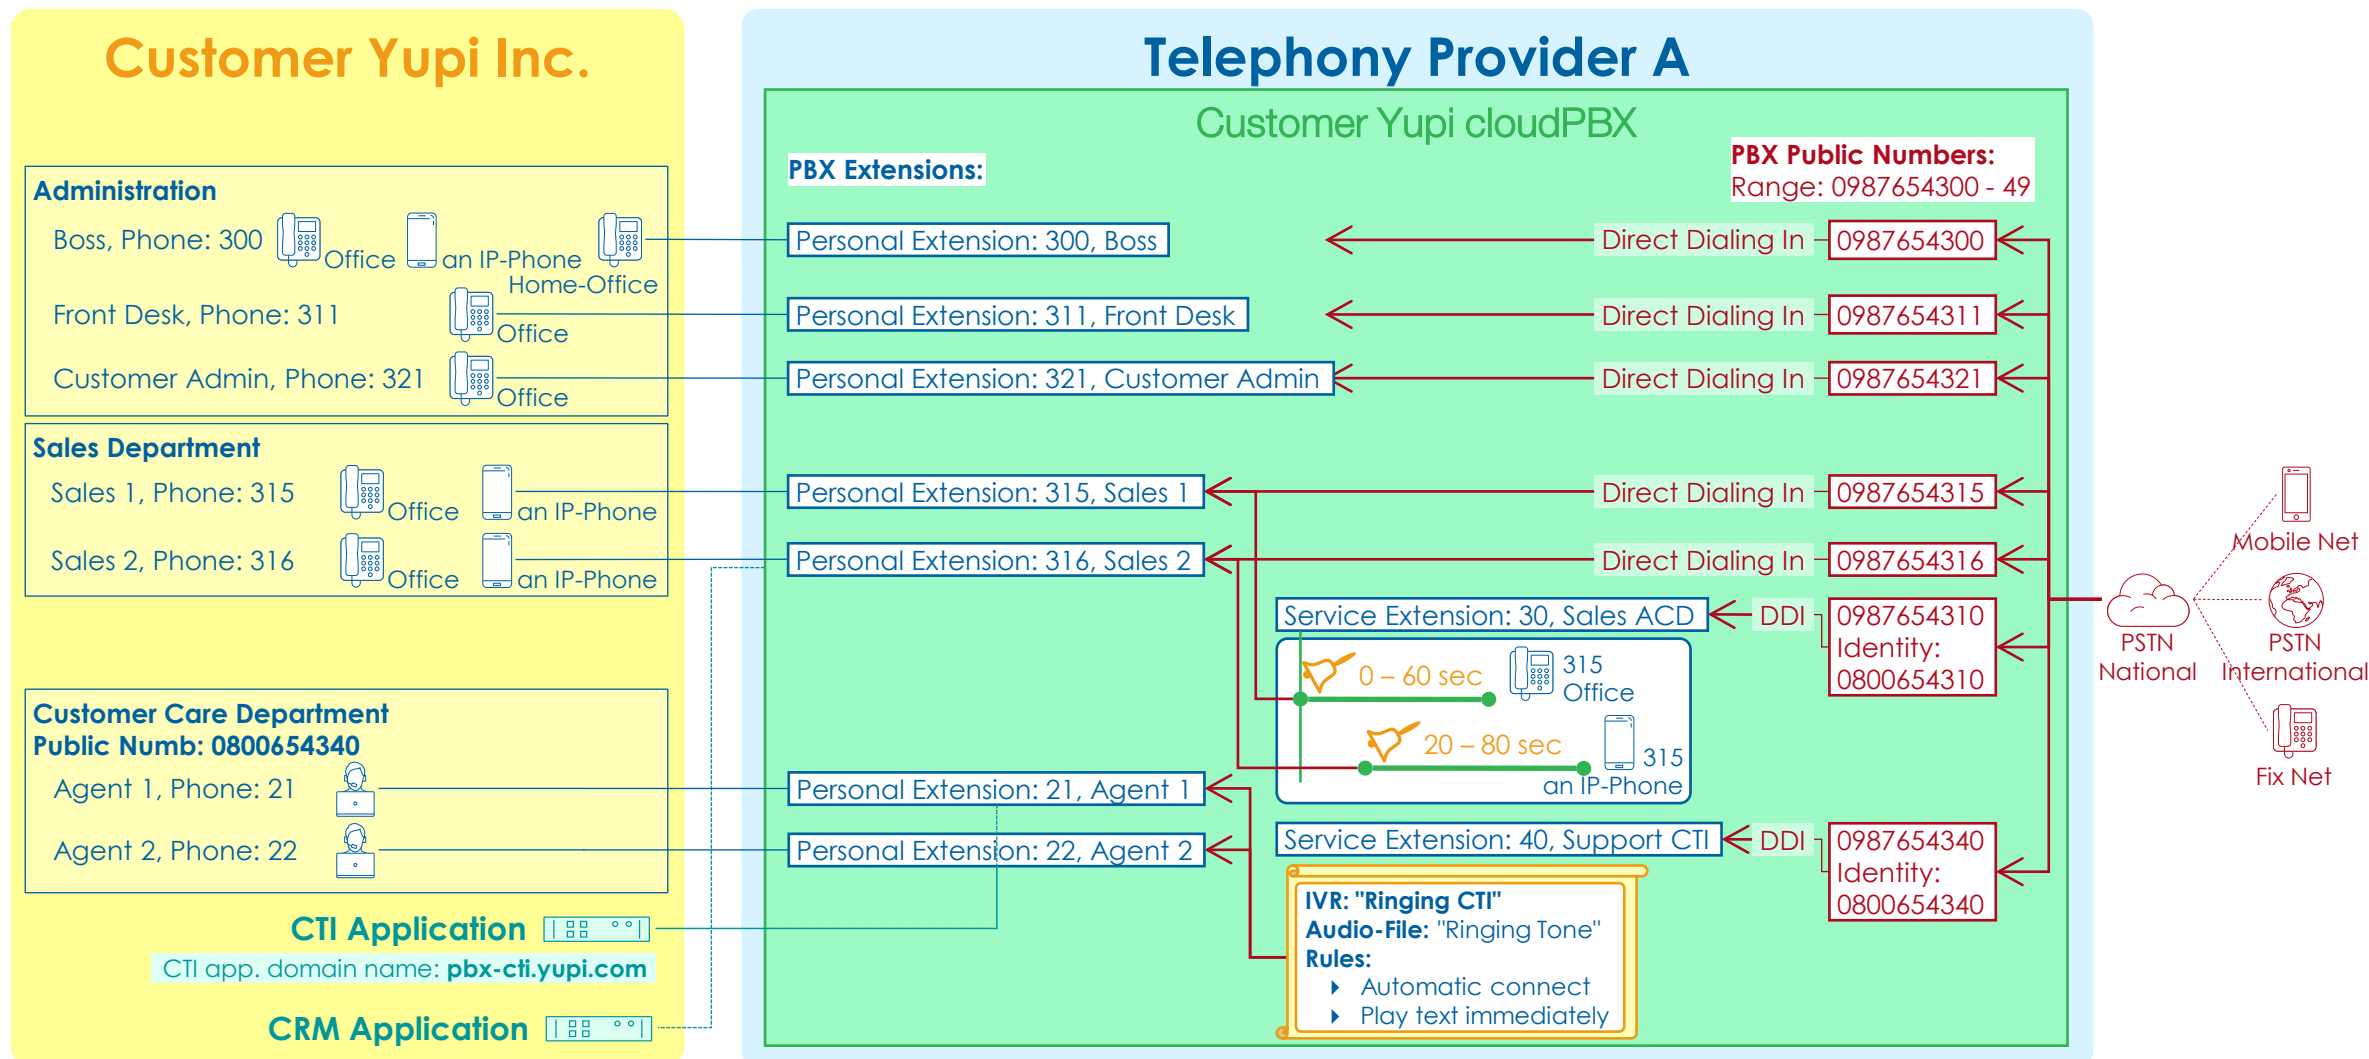 Customer Yupi Inc.
Administration
Boss, Phone: 300
Office
an IP-Phone
Home-Office
Front Desk, Phone: 311
Office
Customer Admin, Phone: 321
Office
Sales Department
Sales 1, Phone: 315
Office
an IP-Phone
Sales 2, Phone: 316
Office
an IP-Phone
Customer Care Department
Public Numb: 0800654340
Agent 1, Phone: 21
Agent 2, Phone: 22
CTI Application
CTI app. domain name: pbx-cti.yupi.com
CRM Application
Telephony Provider A
Customer Yupi cloudPBX
PBX Extensions:
PBX Public Numbers:
Range: 0987654300 - 49
Personal Extension: 300, Boss
Direct Dialing In
0987654300
Personal Extension: 311, Front Desk
Direct Dialing In
0987654311
Personal Extension: 321, Customer Admin
Direct Dialing In
0987654321
Personal Extension: 315, Sales 1
Direct Dialing In
0987654315
Personal Extension: 316, Sales 2
Direct Dialing In
0987654316
Service Extension: 30, Sales ACD
DDI
0987654310
Identity:
0800654310
0 – 60 sec
315
Office
20 – 80 sec
315
an IP-Phone
Personal Extension: 21, Agent 1
Personal Extension: 22, Agent 2
Service Extension: 40, Support CTI
DDI
0987654340
Identity:
0800654340
IVR: "Ringing CTI"
Audio-File: "Ringing Tone"
Rules:
Automatic connect
Play text immediately
PSTN
National
Mobile Net
PSTN
International
Fix Net